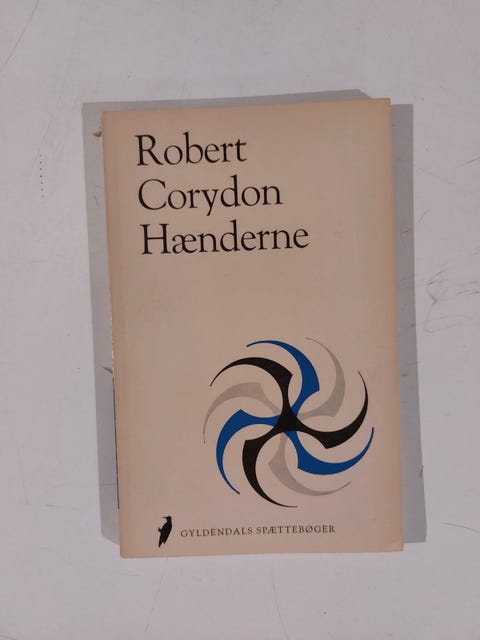 Robert
Corydon
Hænderne
GYLDENDALS SPÆTTEBØGER